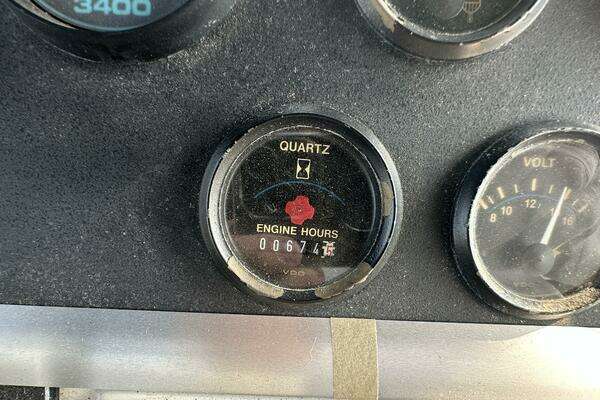 3400
QUARTZ
ENGINE HOURS
00674
VDO
VOLT
8 10 12 16